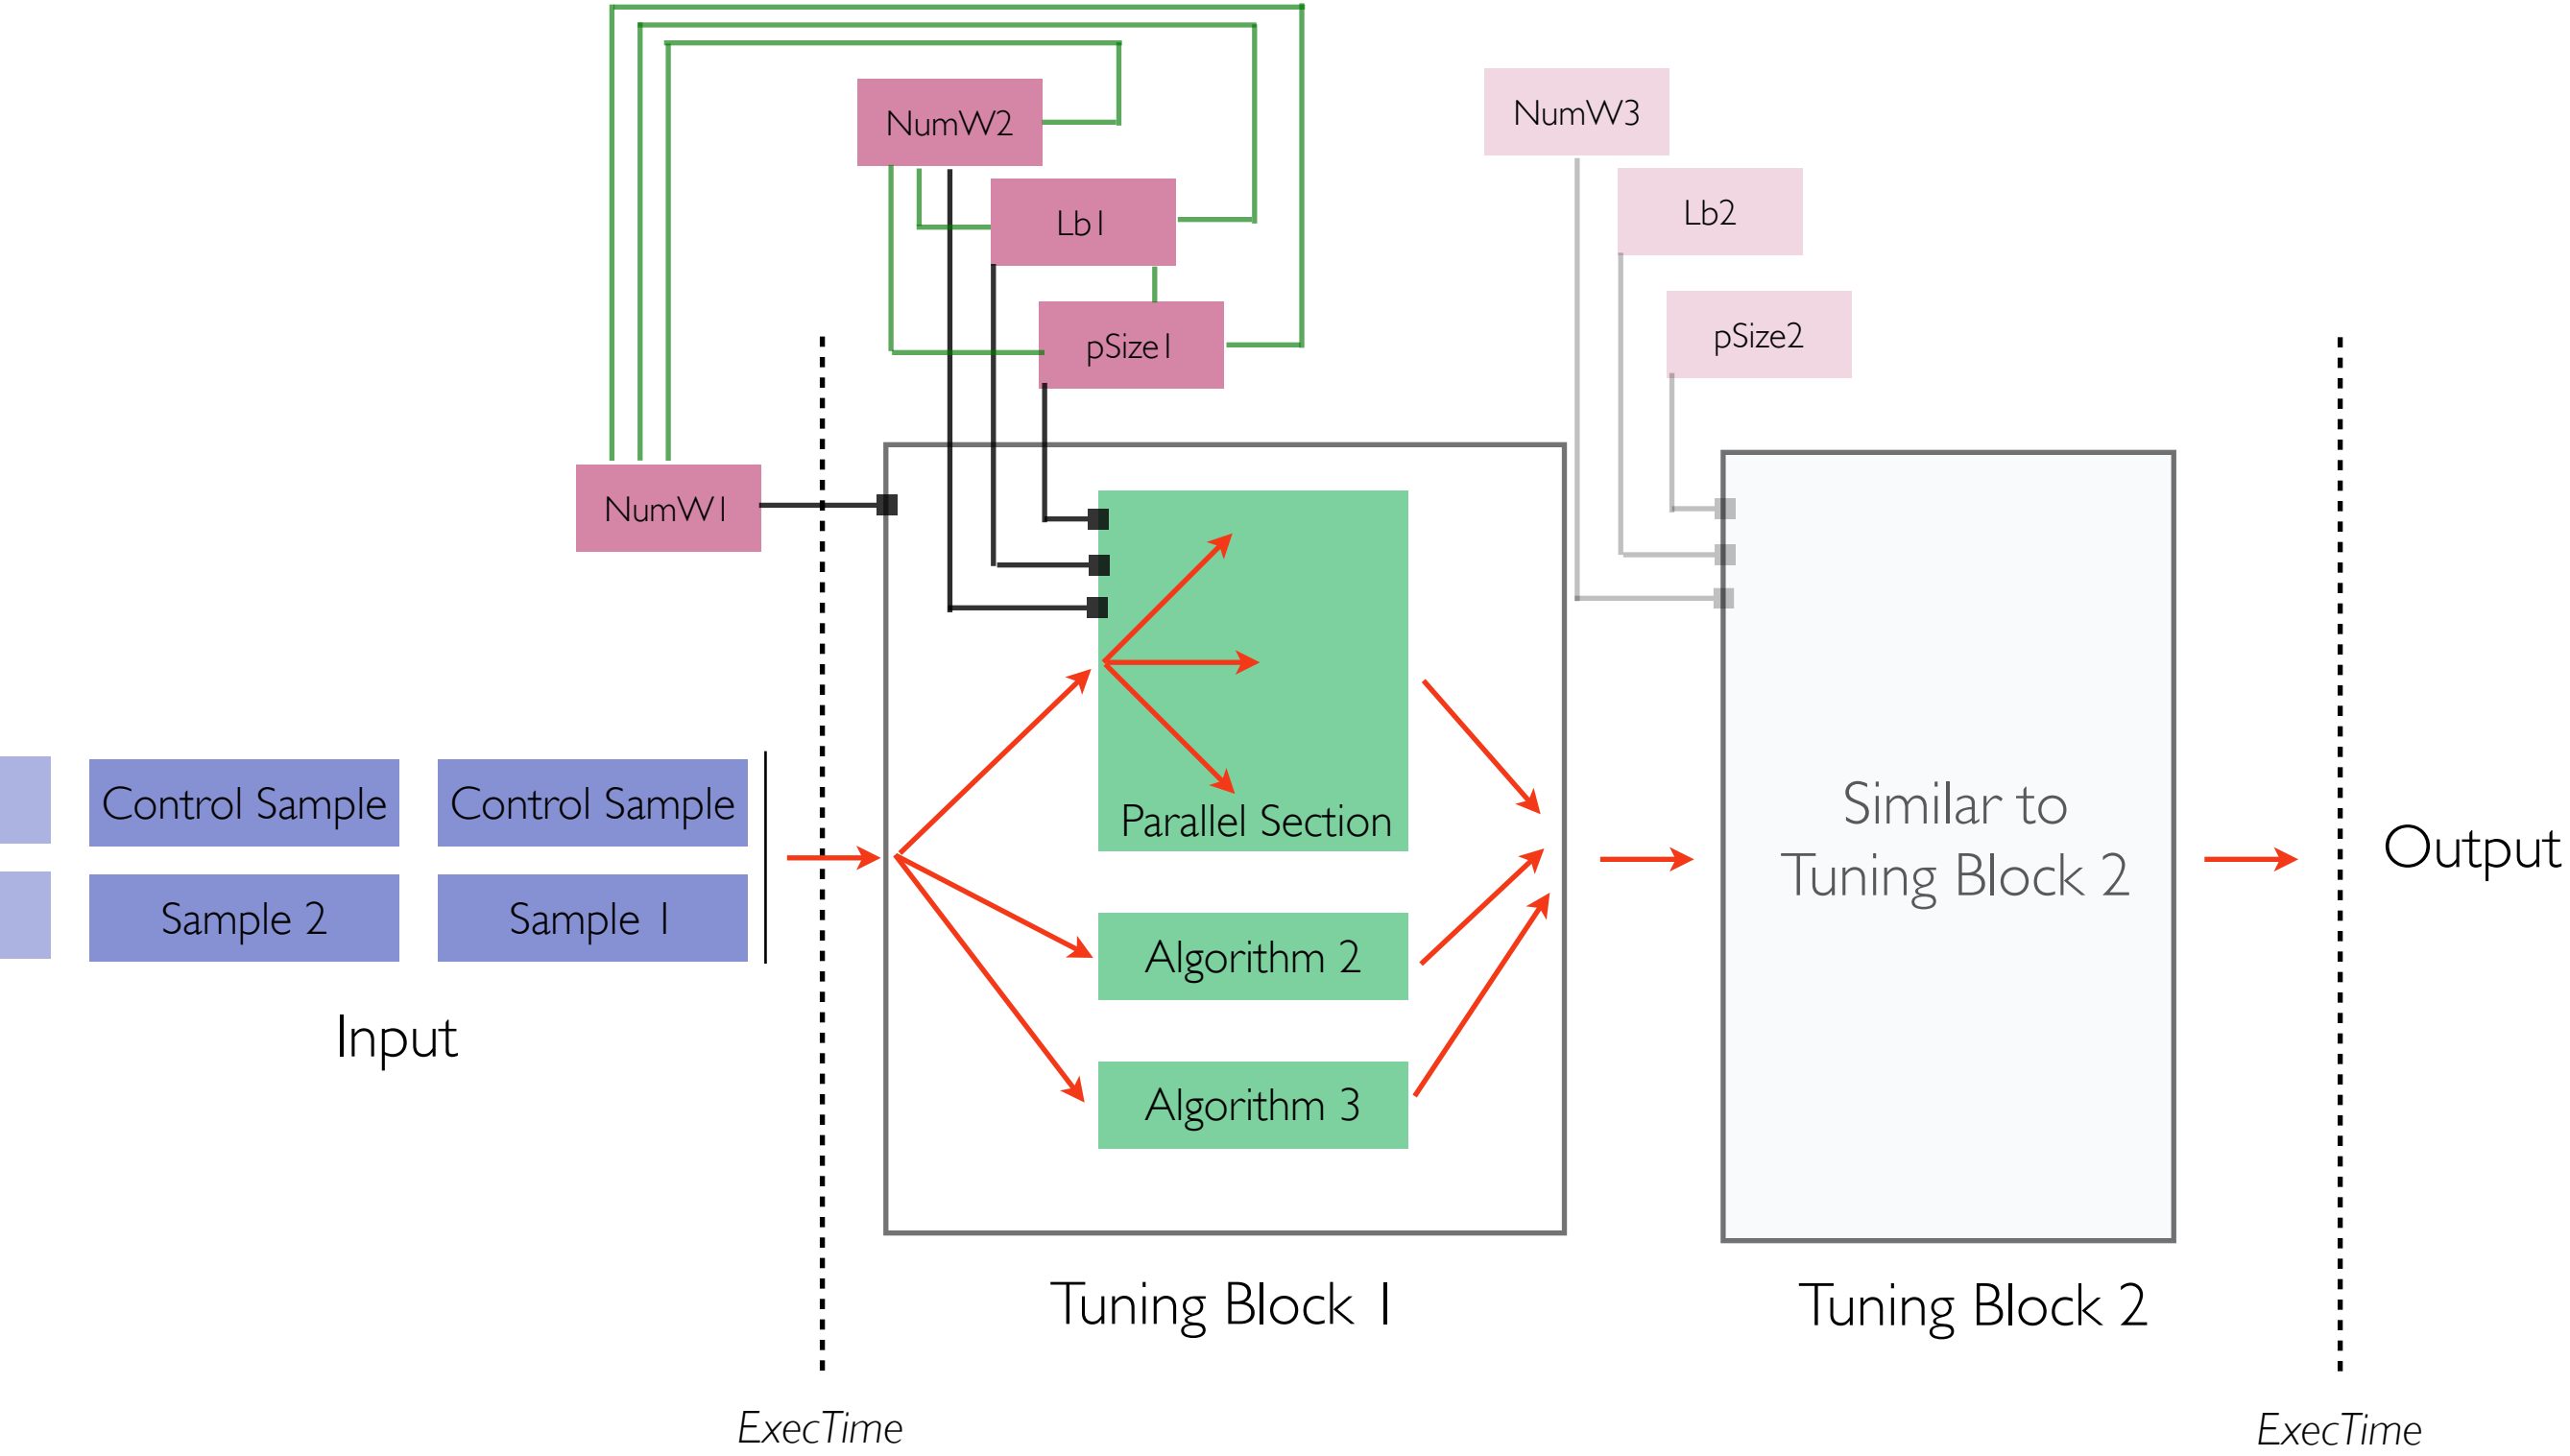 NumW2
NumW3
Lb1
Lb2
pSize1
pSize2
NumW1
Control Sample
Control Sample
Sample 2
Sample 1
Input
Parallel Section
Algorithm 2
Algorithm 3
Similar to
Tuning Block 2
Output
Tuning Block 1
Tuning Block 2
ExecTime
ExecTime